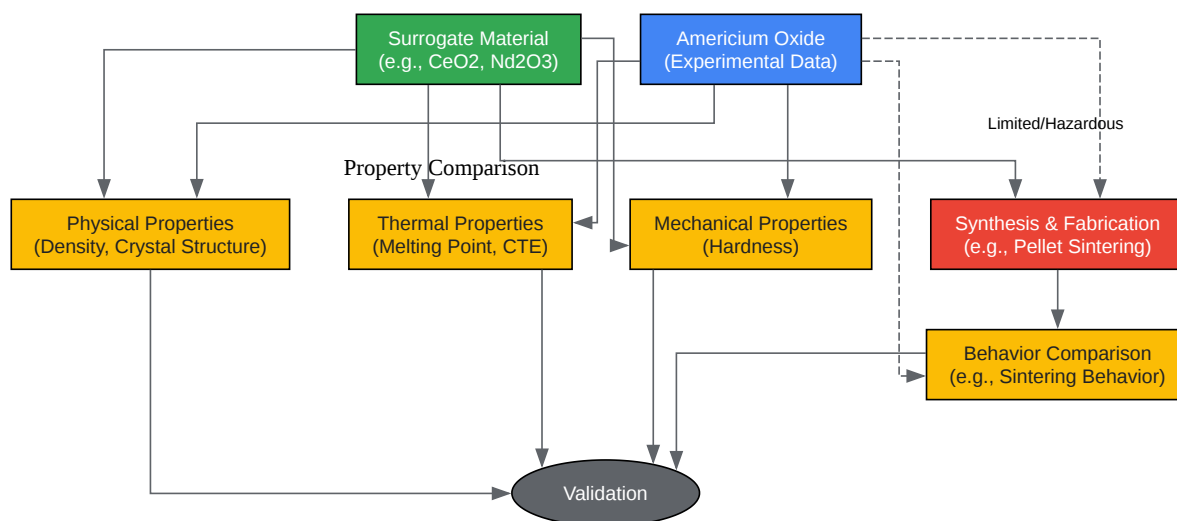 Surrogate Material
(e.g., CeO2, Nd2O3)
Americium Oxide
(Experimental Data)
Limited/Hazardous
Property Comparison
Physical Properties
(Density, Crystal Structure)
Thermal Properties
(Melting Point, CTE)
Mechanical Properties
(Hardness)
Synthesis & Fabrication
(e.g., Pellet Sintering)
Behavior Comparison
(e.g., Sintering Behavior)
Validation